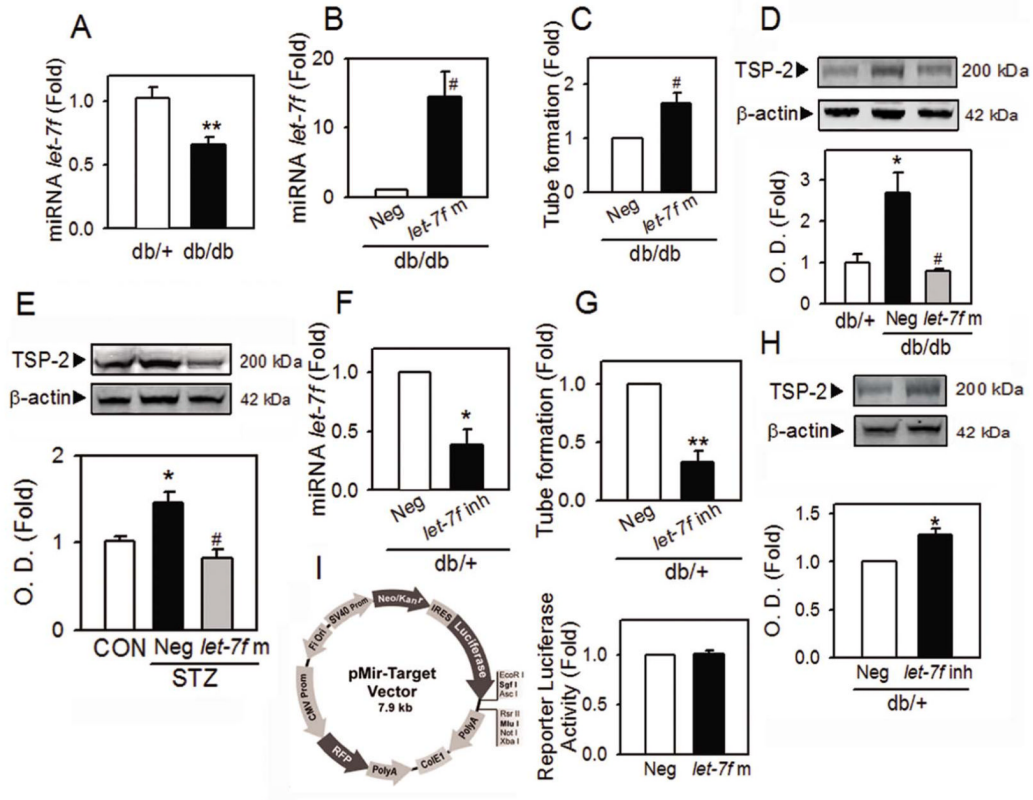 A
miRNA let-7f (Fold)
1.0
0.5
0.0
**
db/+ db/db
B
miRNA let-7f (Fold)
20
10
0
#
Neg let-7f m
db/db
C
Tube formation (Fold)
2
1
0
#
Neg let-7f m
db/db
D
TSP-2 200 kDa
β-actin 42 kDa
O. D. (Fold)
3
2
1
0
*
#
db/+ Neg let-7f m
db/db
E
TSP-2 200 kDa
β-actin 42 kDa
O. D. (Fold)
2
1
0
*
#
CON Neg let-7f m
STZ
F
miRNA let-7f (Fold)
1.0
0.5
0.0
*
Neg let-7f inh
db/+
G
Tube formation (Fold)
1.0
0.5
0.0
**
Neg let-7f inh
db/+
H
TSP-2 200 kDa
β-actin 42 kDa
O. D. (Fold)
1.5
1.0
0.5
0.0
*
Neg let-7f inh
db/+
I
pMir-Target
Vector
7.9 kb
SV40 Prom
Neo/Kanr
IRES
Luciferase
EcoR I
Sgf I
Asc I
Rsr II
Mlu I
Not I
Xba I
PolyA
ColE1
PolyA
RFP
CMV Prom
FI Ori
Reporter Luciferase
Activity (Fold)
1.0
0.5
0.0
Neg let-7f m